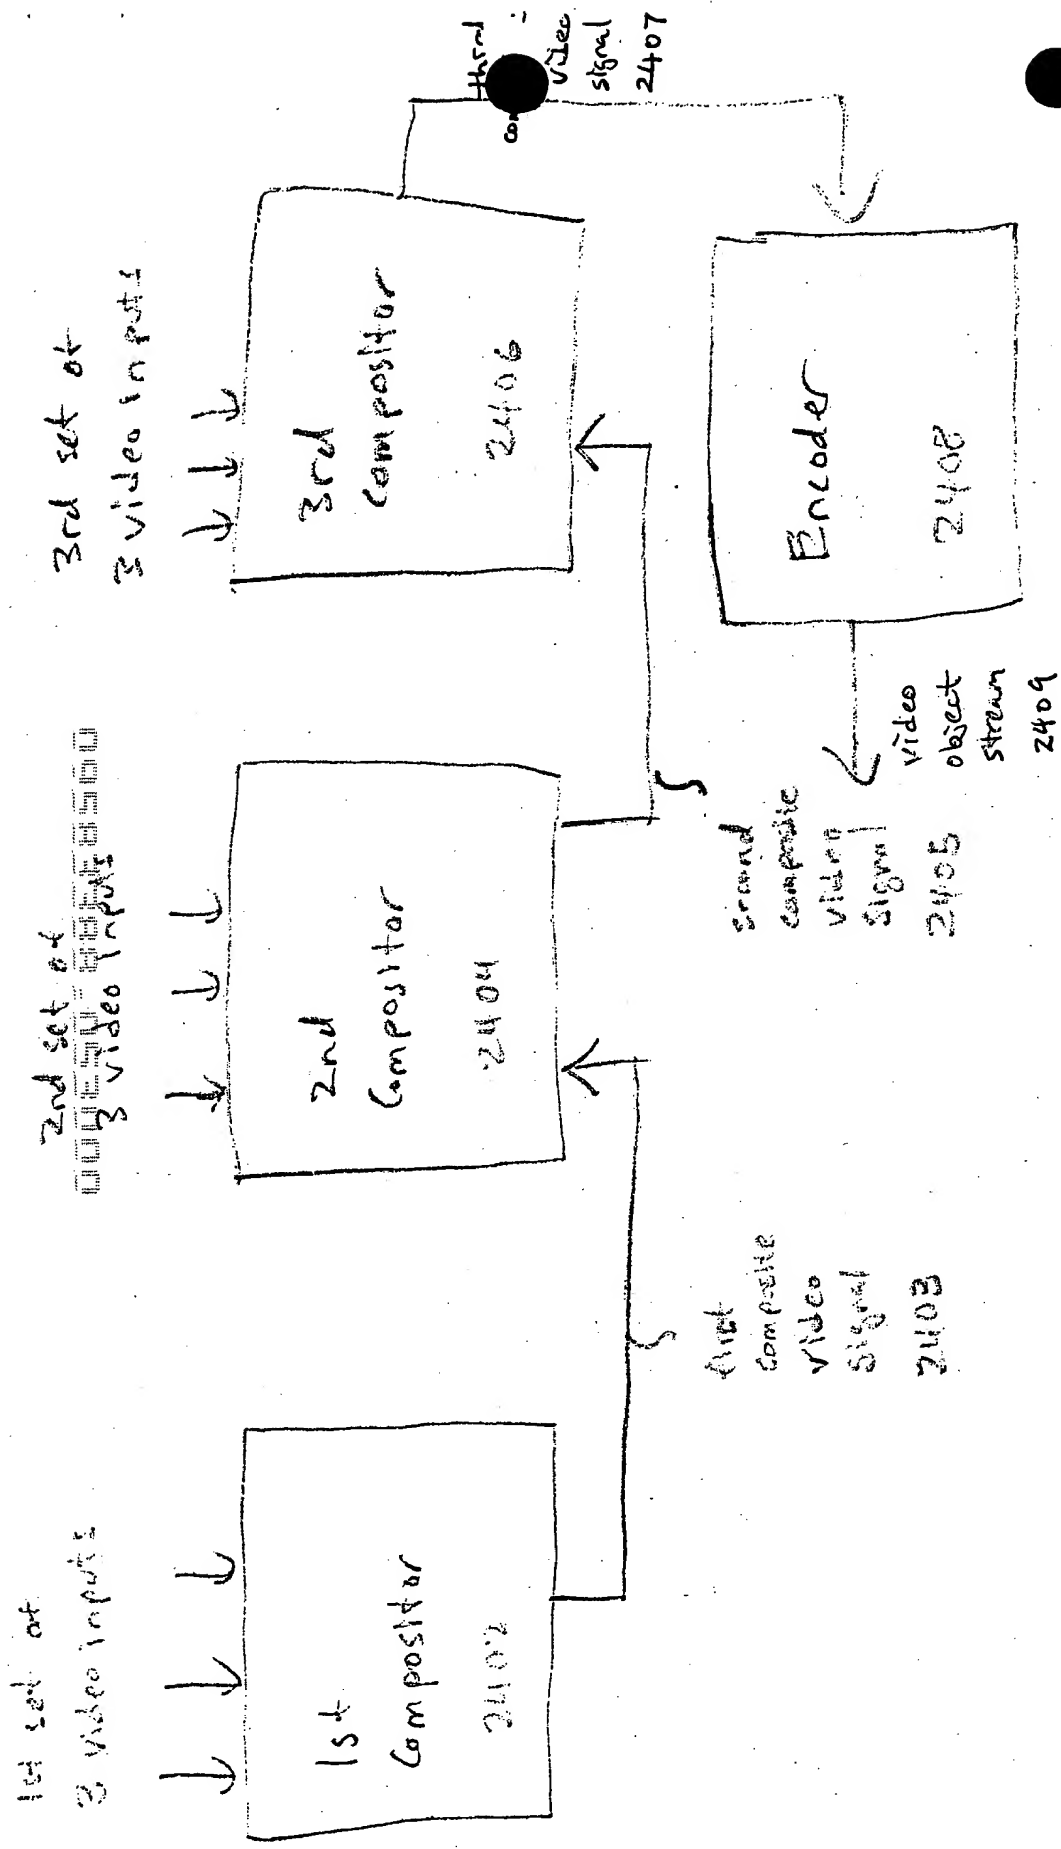 1st set of
3 video inputs
1st
Compositor
2402
first
composite
video
signal
2403
2nd set of
3 video inputs
2nd
Compositor
2404
second
composite
video
signal
2405
3rd set of
3 video inputs
3rd
Compositor
2406
third
video
signal
2407
Encoder
2408
video
object
stream
2409